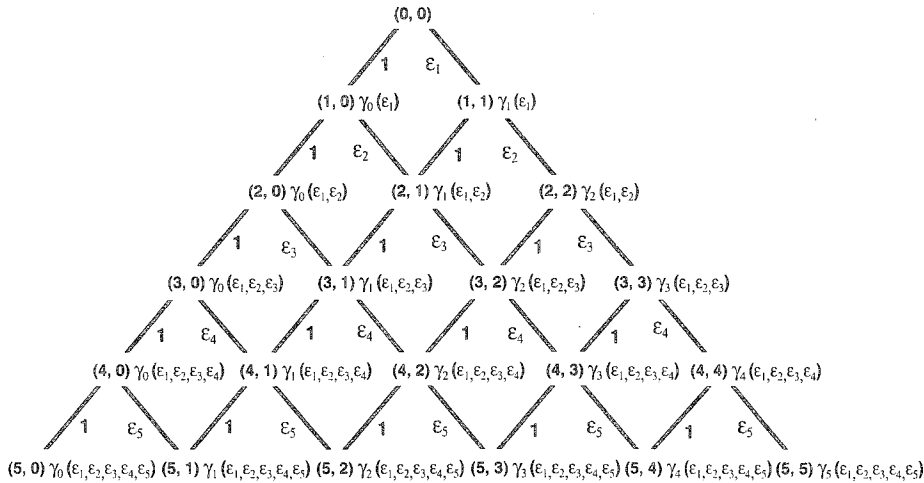 (0, 0)
1 ε₁
(1, 0) γ₀(ε₁) (1, 1) γ₁(ε₁)
1 ε₂ 1 ε₂
(2, 0) γ₀(ε₁,ε₂) (2, 1) γ₁(ε₁,ε₂) (2, 2) γ₂(ε₁,ε₂)
1 ε₃ 1 ε₃ 1 ε₃
(3, 0) γ₀(ε₁,ε₂,ε₃) (3, 1) γ₁(ε₁,ε₂,ε₃) (3, 2) γ₂(ε₁,ε₂,ε₃) (3, 3) γ₃(ε₁,ε₂,ε₃)
1 ε₄ 1 ε₄ 1 ε₄ 1 ε₄
(4, 0) γ₀(ε₁,ε₂,ε₃,ε₄) (4, 1) γ₁(ε₁,ε₂,ε₃,ε₄) (4, 2) γ₂(ε₁,ε₂,ε₃,ε₄) (4, 3) γ₃(ε₁,ε₂,ε₃,ε₄) (4, 4) γ₄(ε₁,ε₂,ε₃,ε₄)
1 ε₅ 1 ε₅ 1 ε₅ 1 ε₅ 1 ε₅
(5, 0) γ₀(ε₁,ε₂,ε₃,ε₄,ε₅) (5, 1) γ₁(ε₁,ε₂,ε₃,ε₄,ε₅) (5, 2) γ₂(ε₁,ε₂,ε₃,ε₄,ε₅) (5, 3) γ₃(ε₁,ε₂,ε₃,ε₄,ε₅) (5, 4) γ₄(ε₁,ε₂,ε₃,ε₄,ε₅) (5, 5) γ₅(ε₁,ε₂,ε₃,ε₄,ε₅)